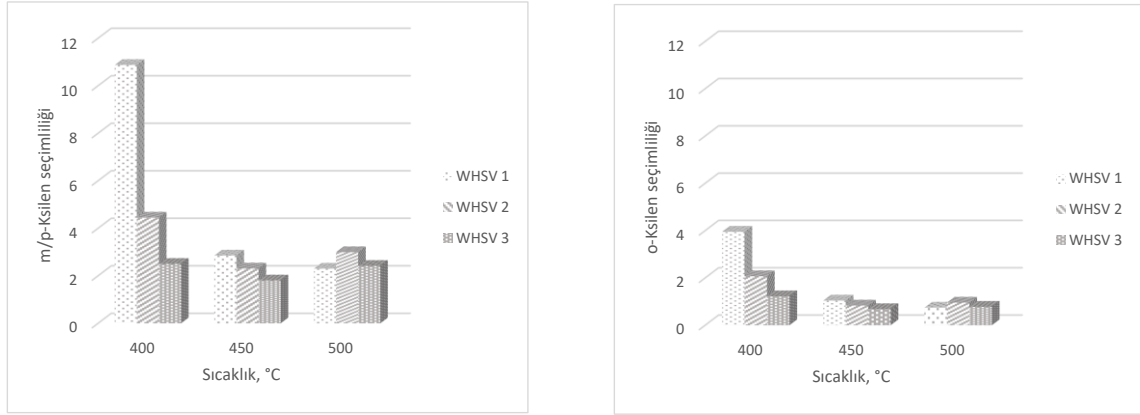 12
10
8
6
4
2
0
m/p-Ksilen seçimliliği
400
450
500
Sıcaklık, °C
WHSV 1
WHSV 2
WHSV 3
12
10
8
6
4
2
0
o-Ksilen seçimliliği
400
450
500
Sıcaklık, °C
WHSV 1
WHSV 2
WHSV 3